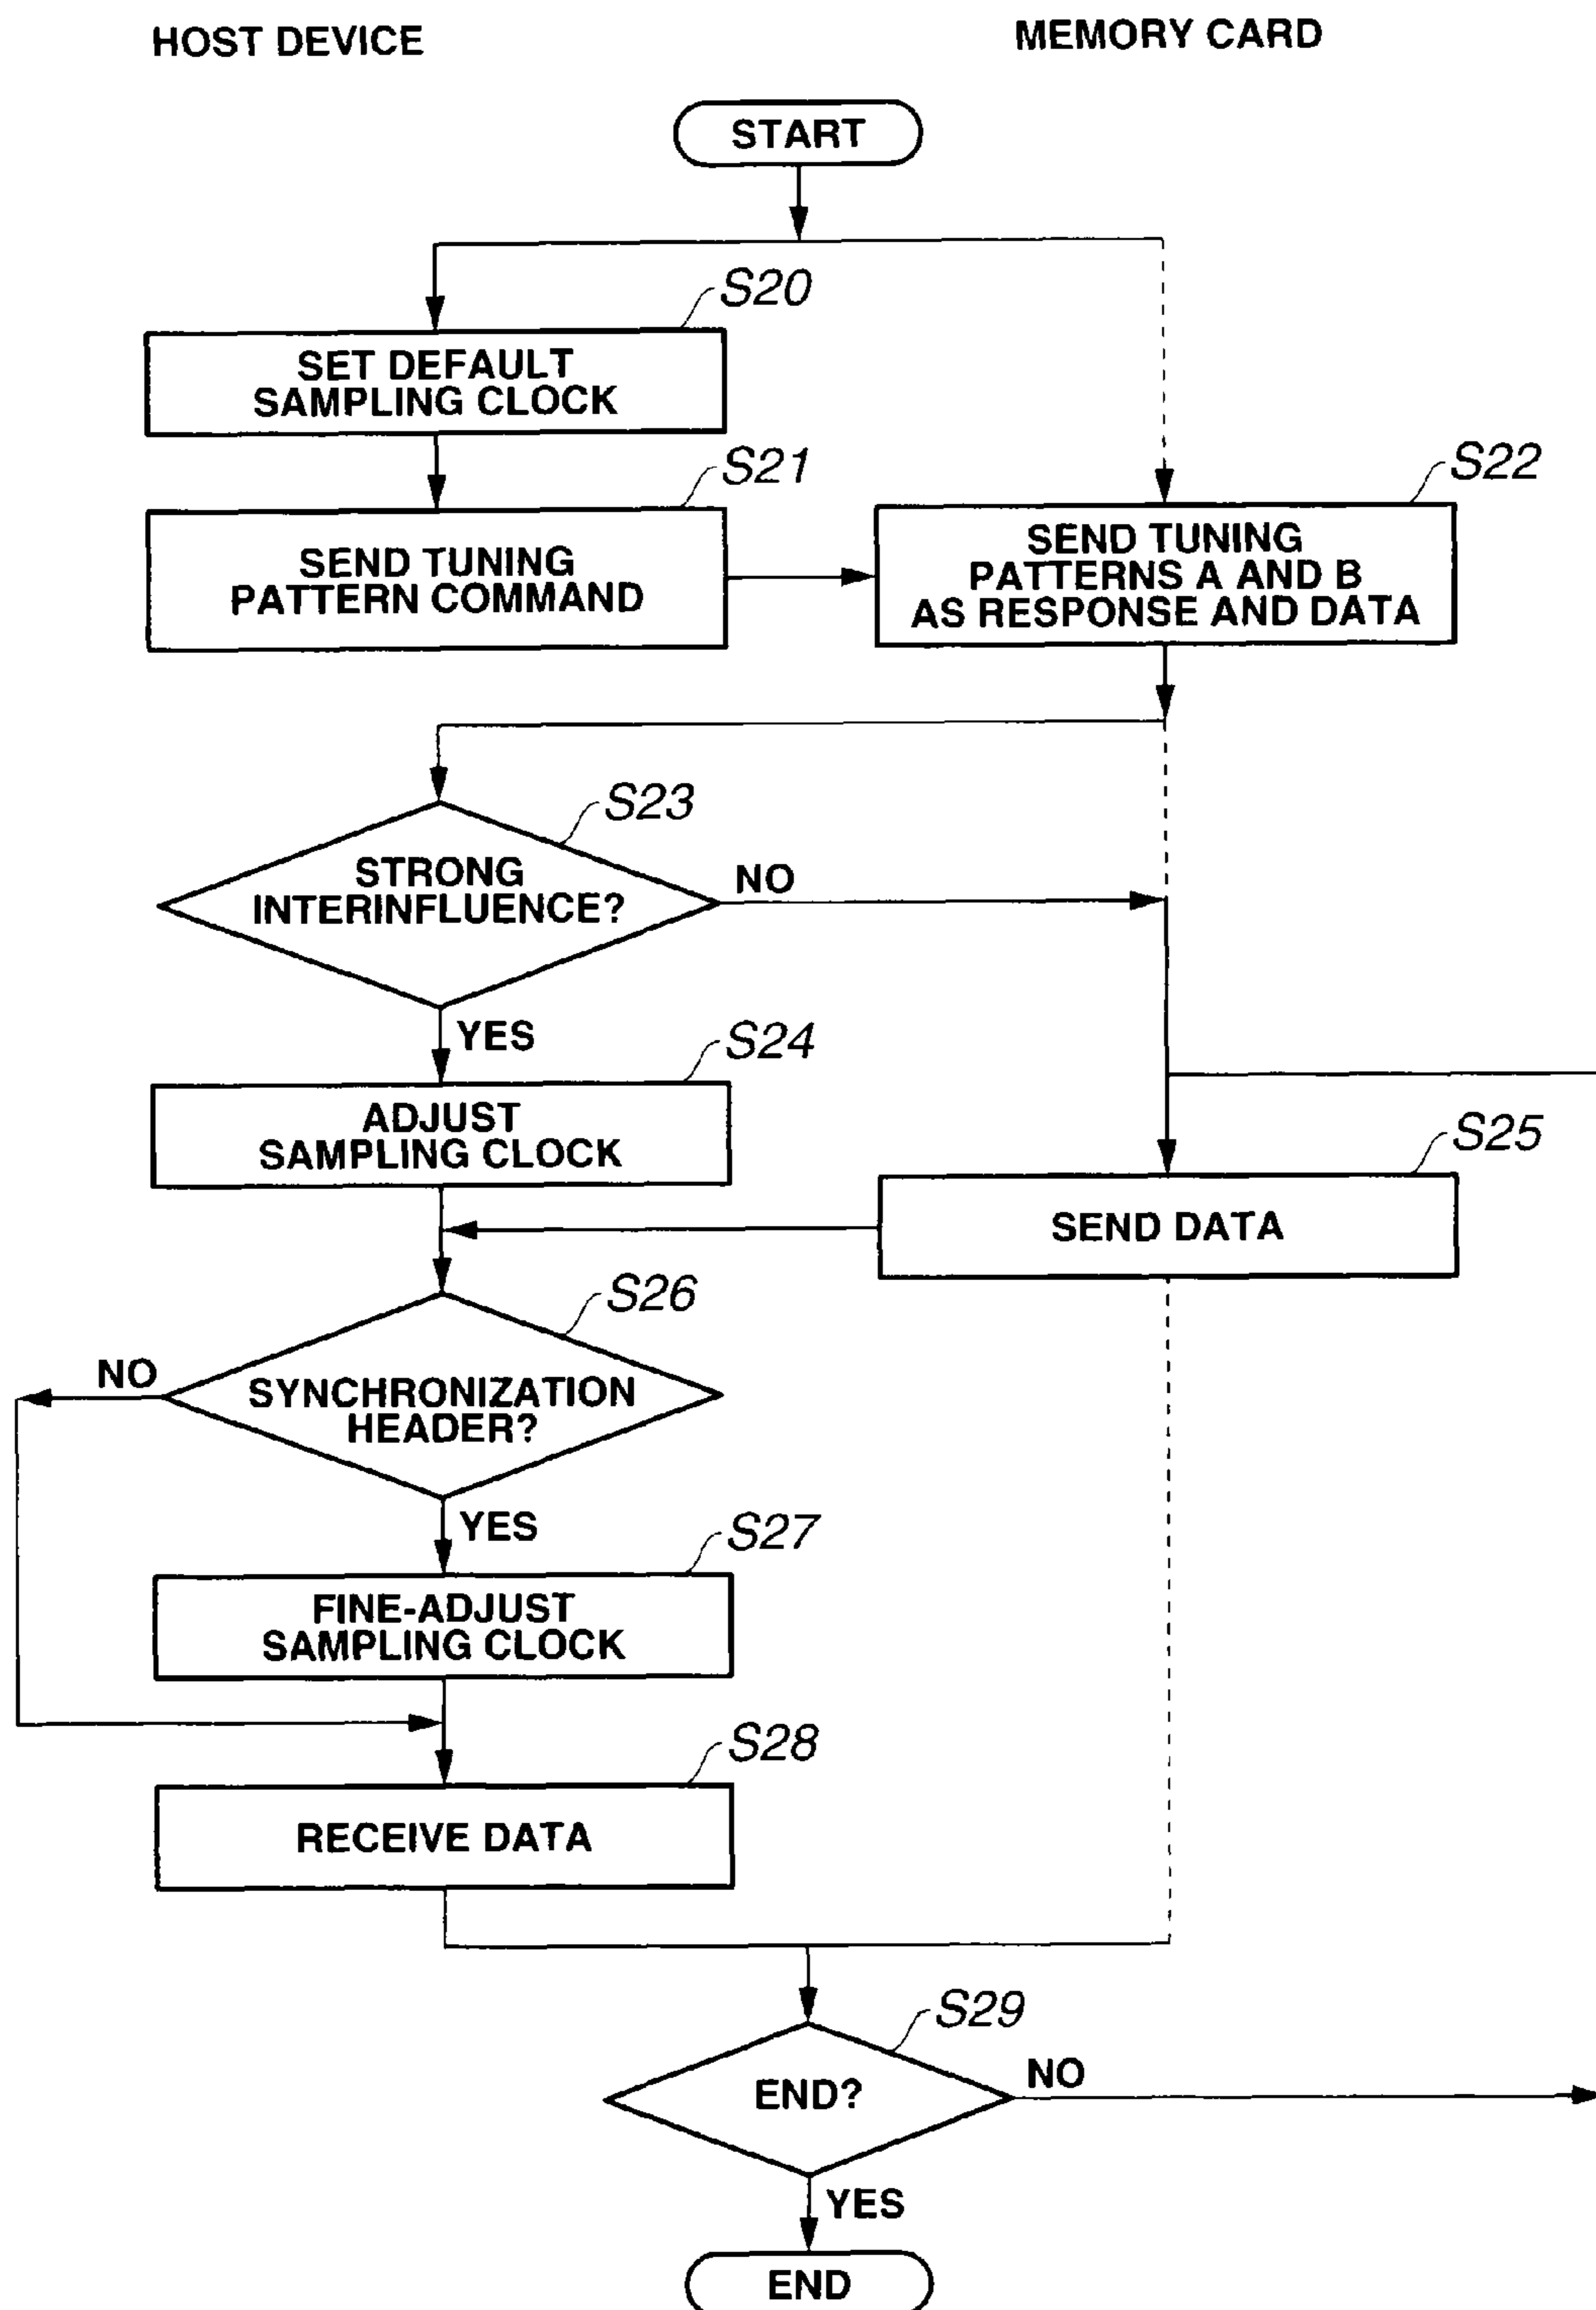 HOST DEVICE
MEMORY CARD
START
S20
SET DEFAULT
SAMPLING CLOCK
S21
SEND TUNING
PATTERN COMMAND
S22
SEND TUNING
PATTERNS A AND B
AS RESPONSE AND DATA
S23
STRONG
INTERINFLUENCE?
NO
YES
S24
ADJUST
SAMPLING CLOCK
S25
SEND DATA
S26
NO
SYNCHRONIZATION
HEADER?
YES
S27
FINE-ADJUST
SAMPLING CLOCK
S28
RECEIVE DATA
S29
END?
NO
YES
END